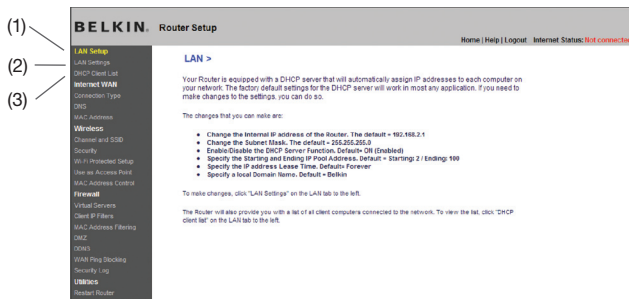 BELKIN. Router Setup
Home | Help | Logout Internet Status: Not connected
(1)
(2)
(3)
LAN Setup
LAN Settings
DHCP Client List
Internet WAN
Connection Type
DNS
MAC Address
Wireless
Channel and SSID
Security
Wi-Fi Protected Setup
Use as Access Point
MAC Address Control
Firewall
Virtual Servers
Client IP Filters
MAC Address Filtering
DMZ
DDNS
WAN Ping Blocking
Security Log
Utilities
Restart Router
LAN >
Your Router is equipped with a DHCP server that will automatically assign IP addresses to each computer on
your network. The factory default settings for the DHCP server will work in most any application. If you need to
make changes to the settings, you can do so.
The changes that you can make are:
• Change the Internal IP address of the Router. The default = 192.168.2.1
• Change the Subnet Mask. The default = 255.255.255.0
• Enable/Disable the DHCP Server Function. Default= ON (Enabled)
• Specify the Starting and Ending IP Pool Address. Default = Starting: 2 / Ending: 100
• Specify the IP address Lease Time. Default= Forever
• Specify a local Domain Name. Default = Belkin
To make changes, click "LAN Settings" on the LAN tab to the left.
The Router will also provide you with a list of all client computers connected to the network. To view the list, click "DHCP
client list" on the LAN tab to the left.